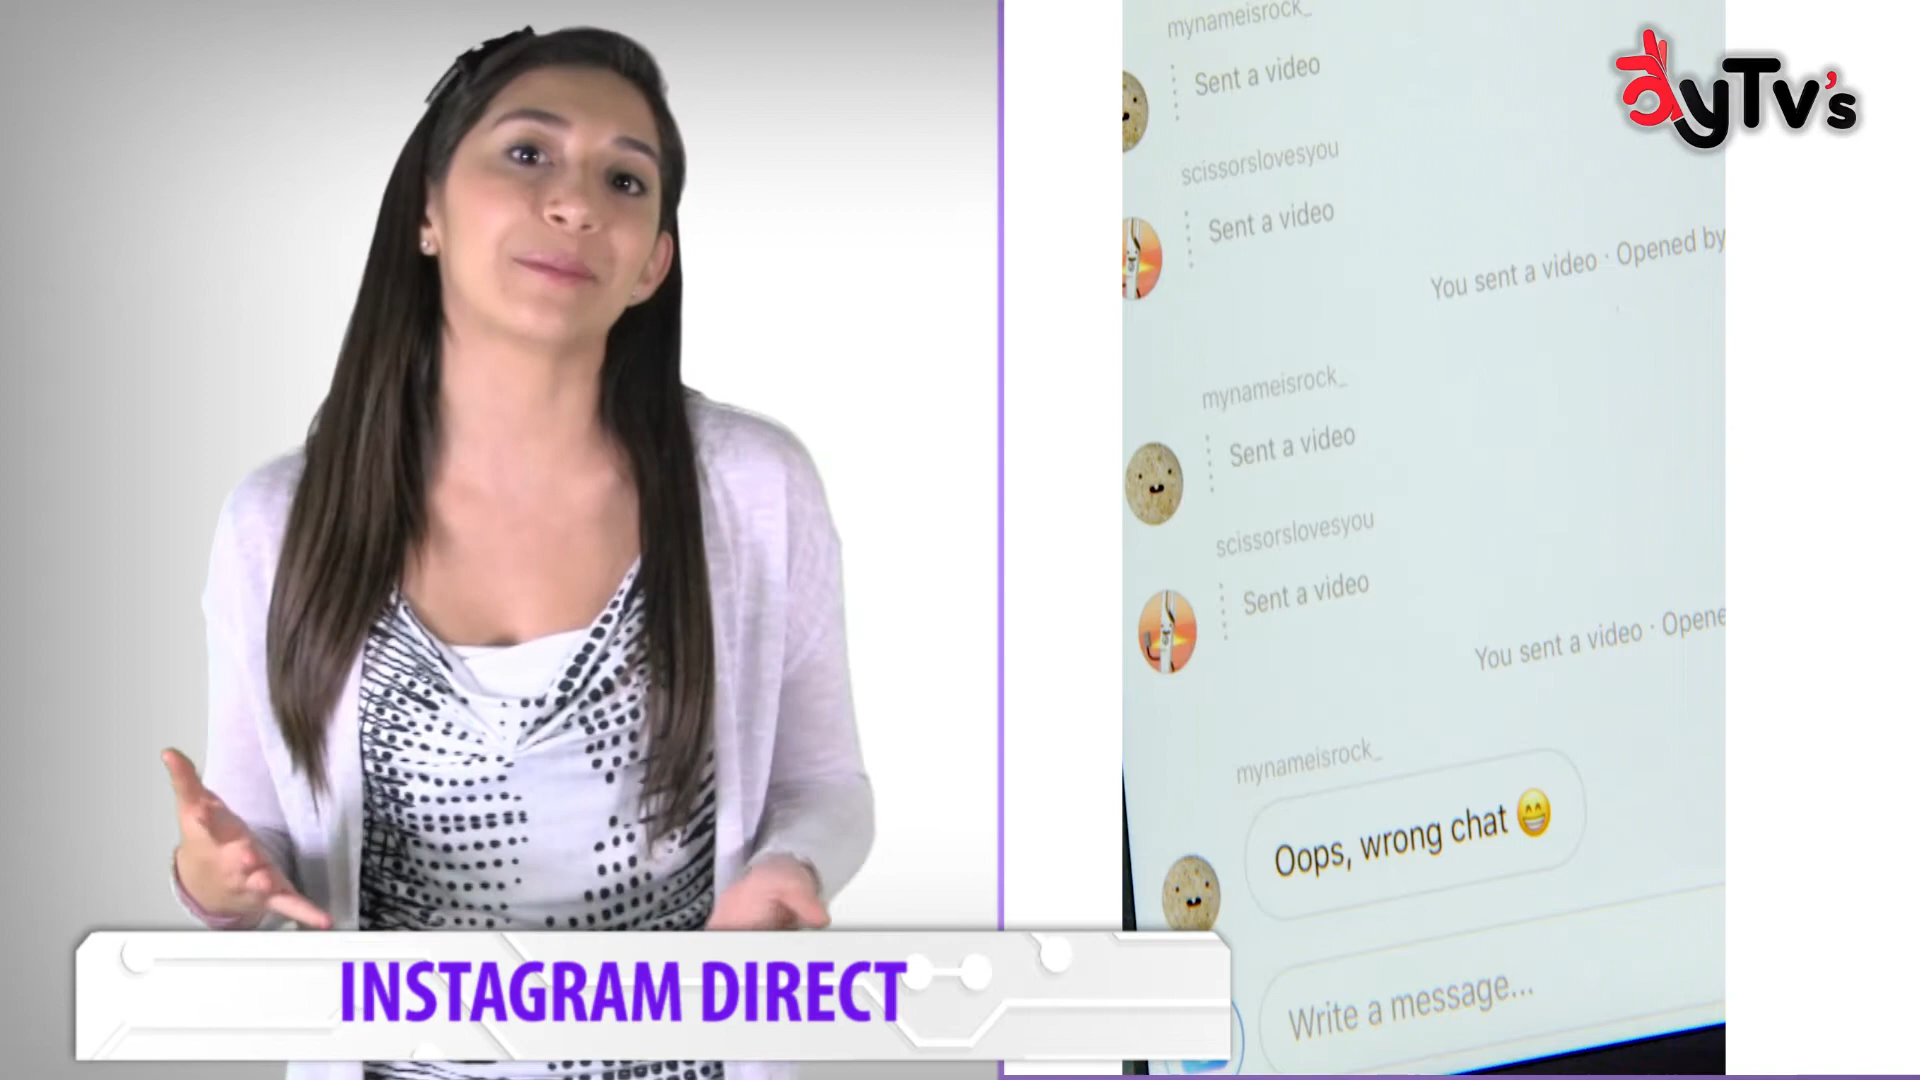 mynameisrock_
Sent a video
scissorslovesyou
Sent a video
You sent a video · Opened by
mynameisrock_
Sent a video
scissorslovesyou
Sent a video
You sent a video · Opene
mynameisrock_
Oops, wrong chat 😁
Write a message...
ayTv's
INSTAGRAM DIRECT